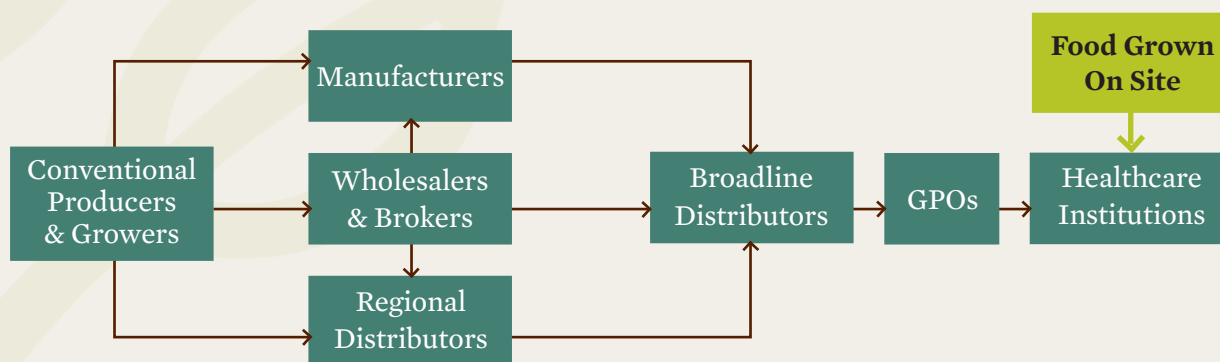 Conventional
Producers
& Growers
Manufacturers
Wholesalers
& Brokers
Regional
Distributors
Broadline
Distributors
GPOs
Food Grown
On Site
Healthcare
Institutions